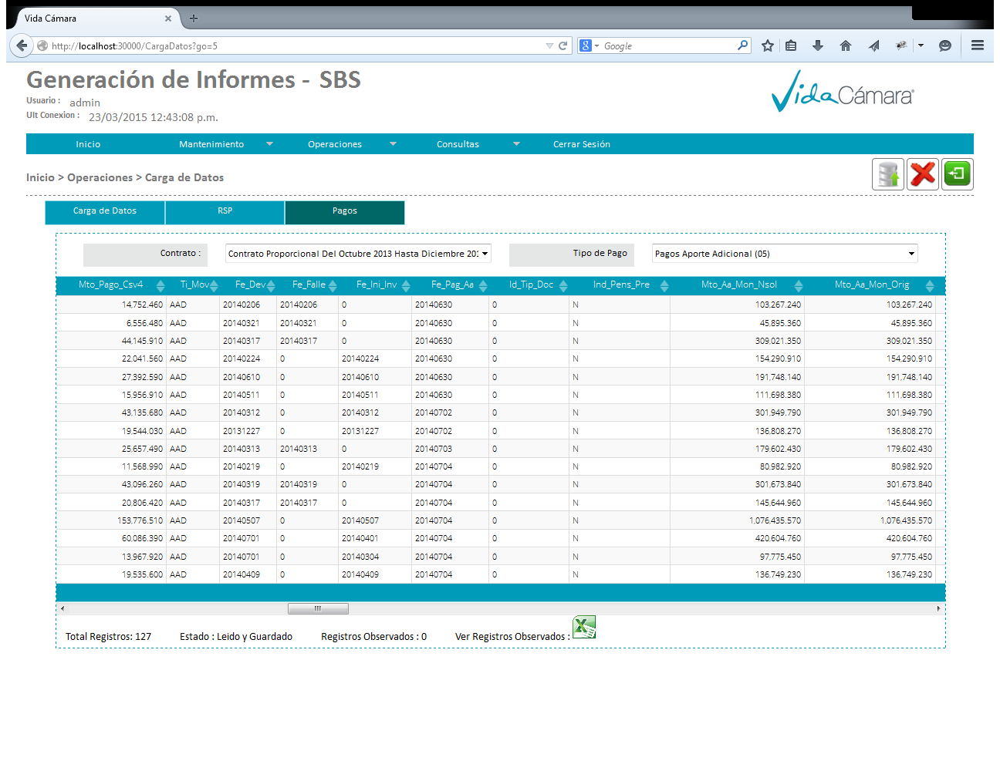 Vida Cámara
http://localhost:30000/CargaDatos?go=5
Google
Generación de Informes - SBS
Usuario : admin
Ult Conexion : 23/03/2015 12:43:08 p.m.
Vida Cámara
Inicio Mantenimiento Operaciones Consultas Cerrar Sesión
Inicio > Operaciones > Carga de Datos
Carga de Datos RSP Pagos
Contrato : Contrato Proporcional Del Octubre 2013 Hasta Diciembre 201 Tipo de Pago Pagos Aporte Adicional (05)
Mto_Pago_Csv4 Ti_Mov Fe_Dev Fe_Falle Fe_Ini_Inv Fe_Pag_Aa Id_Tip_Doc Ind_Pens_Pre Mto_Aa_Mon_Nsol Mto_Aa_Mon_Orig
14,752.460 AAD 20140206 20140206 0 20140630 0 N 103,267.240 103,267.240
6,556.480 AAD 20140321 20140321 0 20140630 0 N 45,895.360 45,895.360
44,145.910 AAD 20140317 20140317 0 20140630 0 N 309,021.350 309,021.350
22,041.560 AAD 20140224 0 20140224 20140630 0 N 154,290.910 154,290.910
27,392.590 AAD 20140610 0 20140610 20140630 0 N 191,748.140 191,748.140
15,956.910 AAD 20140511 0 20140511 20140630 0 N 111,698.380 111,698.380
43,135.680 AAD 20140312 0 20140312 20140702 0 N 301,949.790 301,949.790
19,544.030 AAD 20131227 0 20131227 20140702 0 N 136,808.270 136,808.270
25,657.490 AAD 20140313 20140313 0 20140703 0 N 179,602.430 179,602.430
11,568.990 AAD 20140219 0 20140219 20140704 0 N 80,982.920 80,982.920
43,096.260 AAD 20140319 20140319 0 20140704 0 N 301,673.840 301,673.840
20,806.420 AAD 20140317 20140317 0 20140704 0 N 145,644.960 145,644.960
153,776.510 AAD 20140507 0 20140507 20140704 0 N 1,076,435.570 1,076,435.570
60,086.390 AAD 20140701 0 20140401 20140704 0 N 420,604.760 420,604.760
13,967.920 AAD 20140701 0 20140304 20140704 0 N 97,775.450 97,775.450
19,535.600 AAD 20140409 0 20140409 20140704 0 N 136,749.230 136,749.230
Total Registros: 127 Estado : Leido y Guardado Registros Observados : 0 Ver Registros Observados :